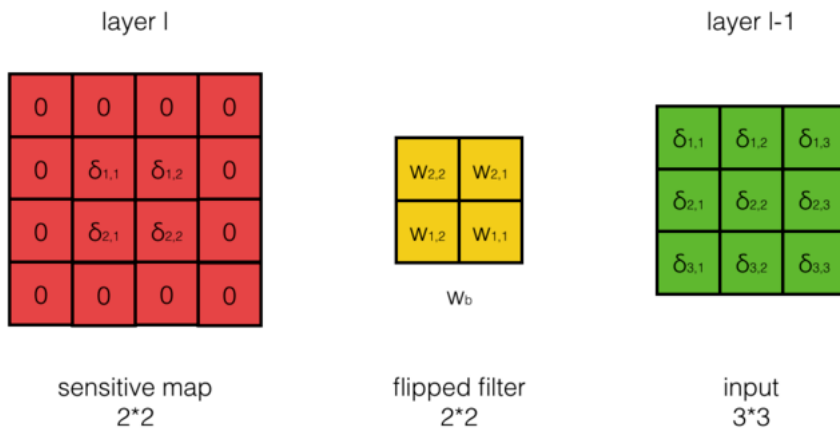 layer l
layer l-1
0 0 0 0
0 δ1,1 δ1,2 0
0 δ2,1 δ2,2 0
0 0 0 0
w2,2 w2,1
w1,2 w1,1
wb
δ1,1 δ1,2 δ1,3
δ2,1 δ2,2 δ2,3
δ3,1 δ3,2 δ3,3
sensitive map
2*2
flipped filter
2*2
input
3*3